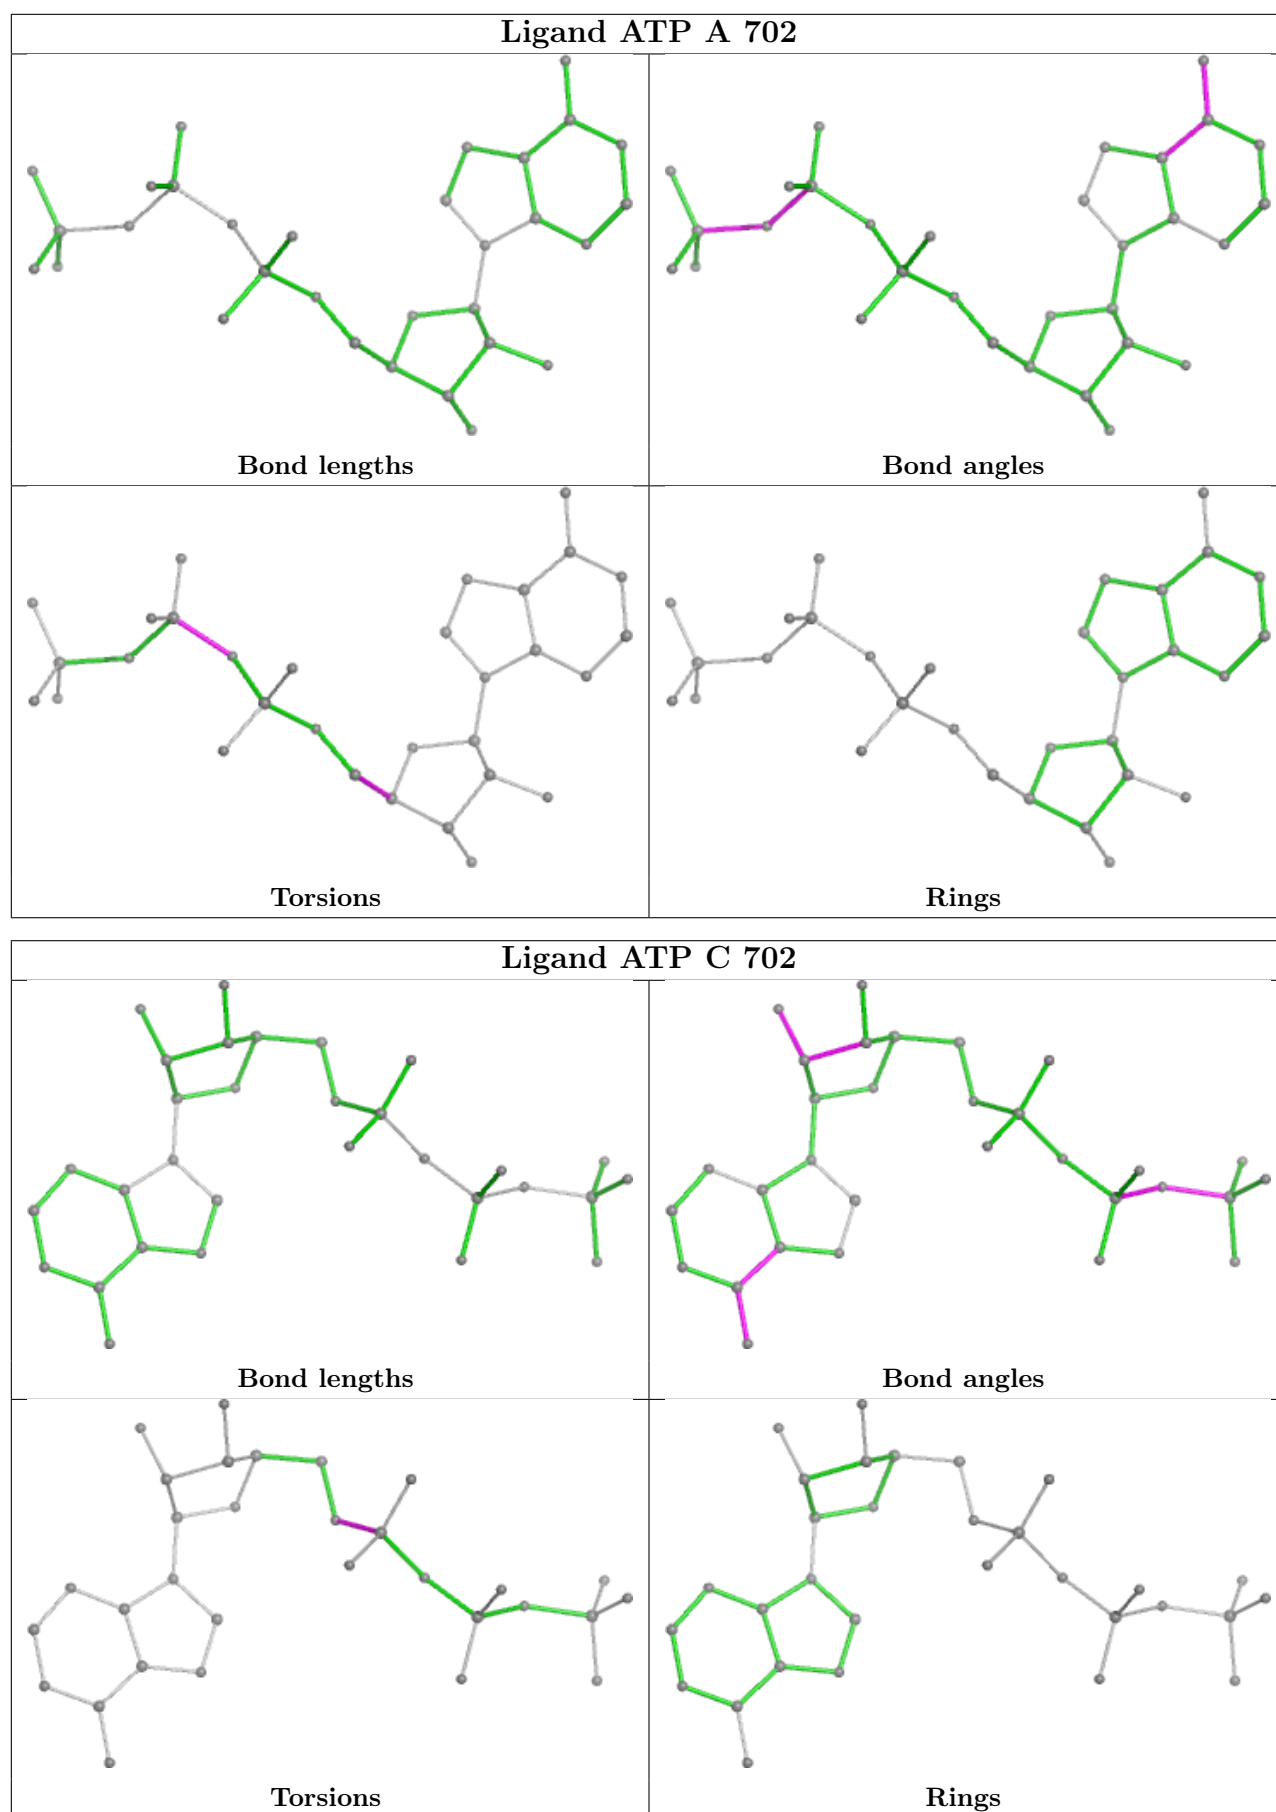 Ligand ATP A 702
Bond lengths
Bond angles
Torsions
Rings
Ligand ATP C 702
Bond lengths
Bond angles
Torsions
Rings